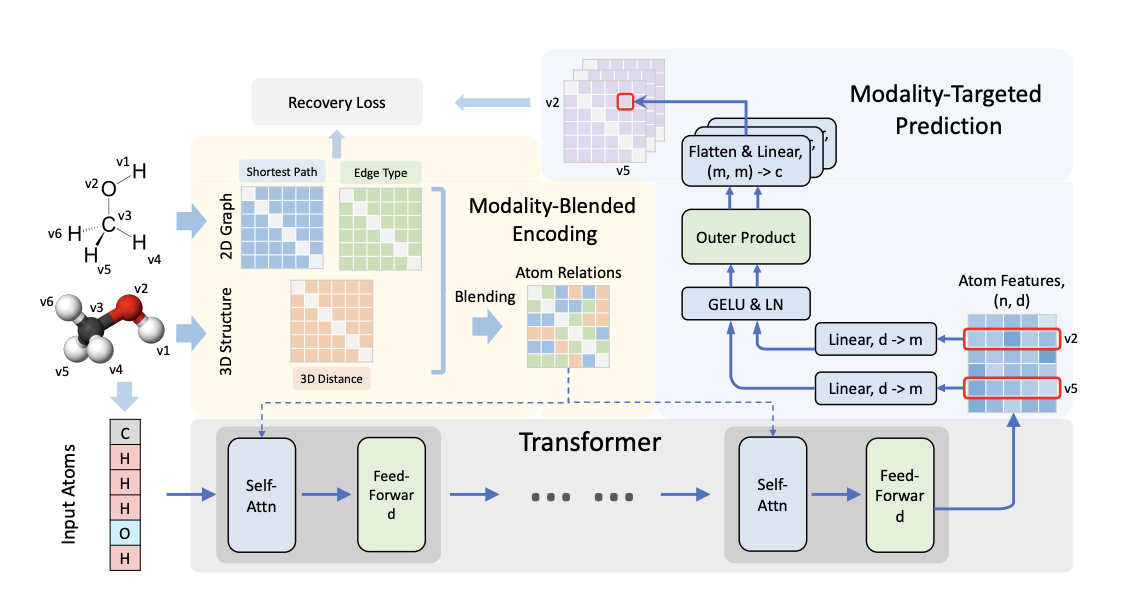 Recovery Loss
v2
v5
Modality-Targeted
Prediction
Flatten & Linear,
(m, m) -> c
Outer Product
GELU & LN
Linear, d -> m
Linear, d -> m
Atom Features,
(n, d)
v2
v5
v1
H
v2
O
v3
C
v6
H
H
v5
H
v4
v6
v3
v2
v1
v5
v4
2D Graph
Shortest Path
Edge Type
3D Structure
3D Distance
Modality-Blended
Encoding
Blending
Atom Relations
Input Atoms
C
H
H
H
O
H
Transformer
Self-
Attn
Feed-
Forwar
d
Self-
Attn
Feed-
Forwar
d